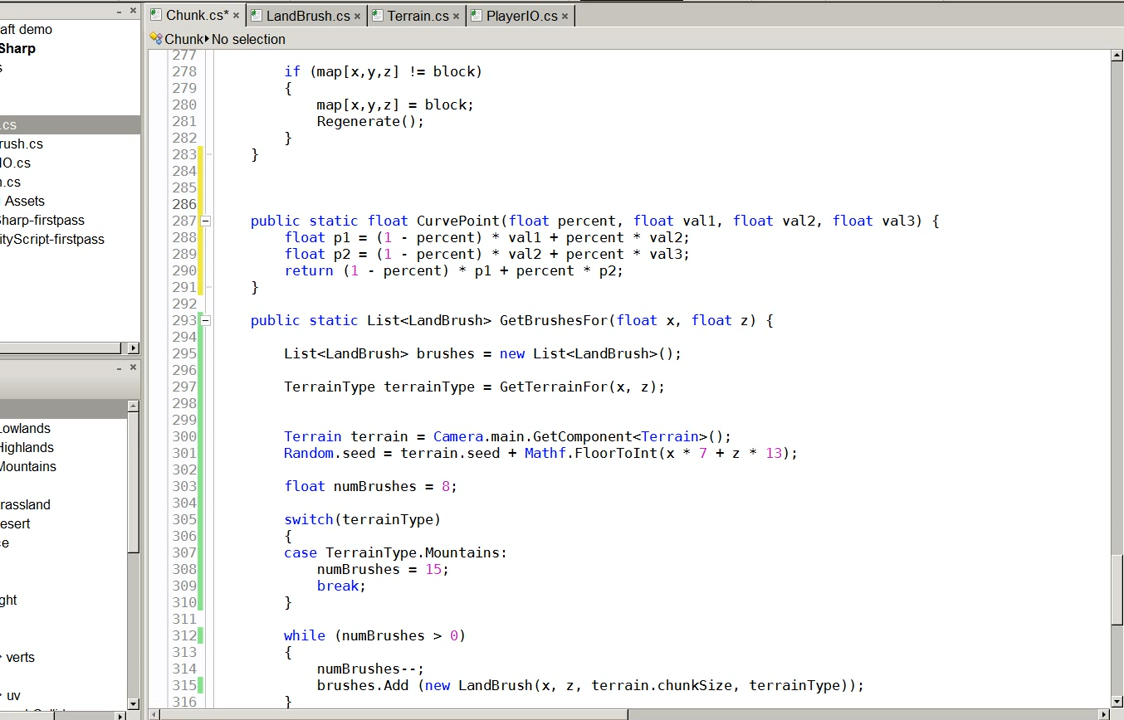 Chunk.cs* × LandBrush.cs × Terrain.cs × PlayerIO.cs ×
Chunk▸No selection
aft demo
Sharp
s
.cs
rush.cs
IO.cs
n.cs
Assets
Sharp-firstpass
ityScript-firstpass
Lowlands
Highlands
Mountains
rassland
esert
ce
ght
verts
uv
277
278 if (map[x,y,z] != block)
279 {
280 map[x,y,z] = block;
281 Regenerate();
282 }
283 }
284
285
286
287 public static float CurvePoint(float percent, float val1, float val2, float val3) {
288 float p1 = (1 - percent) * val1 + percent * val2;
289 float p2 = (1 - percent) * val2 + percent * val3;
290 return (1 - percent) * p1 + percent * p2;
291 }
292
293 public static List<LandBrush> GetBrushesFor(float x, float z) {
294
295 List<LandBrush> brushes = new List<LandBrush>();
296
297 TerrainType terrainType = GetTerrainFor(x, z);
298
299
300 Terrain terrain = Camera.main.GetComponent<Terrain>();
301 Random.seed = terrain.seed + Mathf.FloorToInt(x * 7 + z * 13);
302
303 float numBrushes = 8;
304
305 switch(terrainType)
306 {
307 case TerrainType.Mountains:
308 numBrushes = 15;
309 break;
310 }
311
312 while (numBrushes > 0)
313 {
314 numBrushes--;
315 brushes.Add (new LandBrush(x, z, terrain.chunkSize, terrainType));
316 }